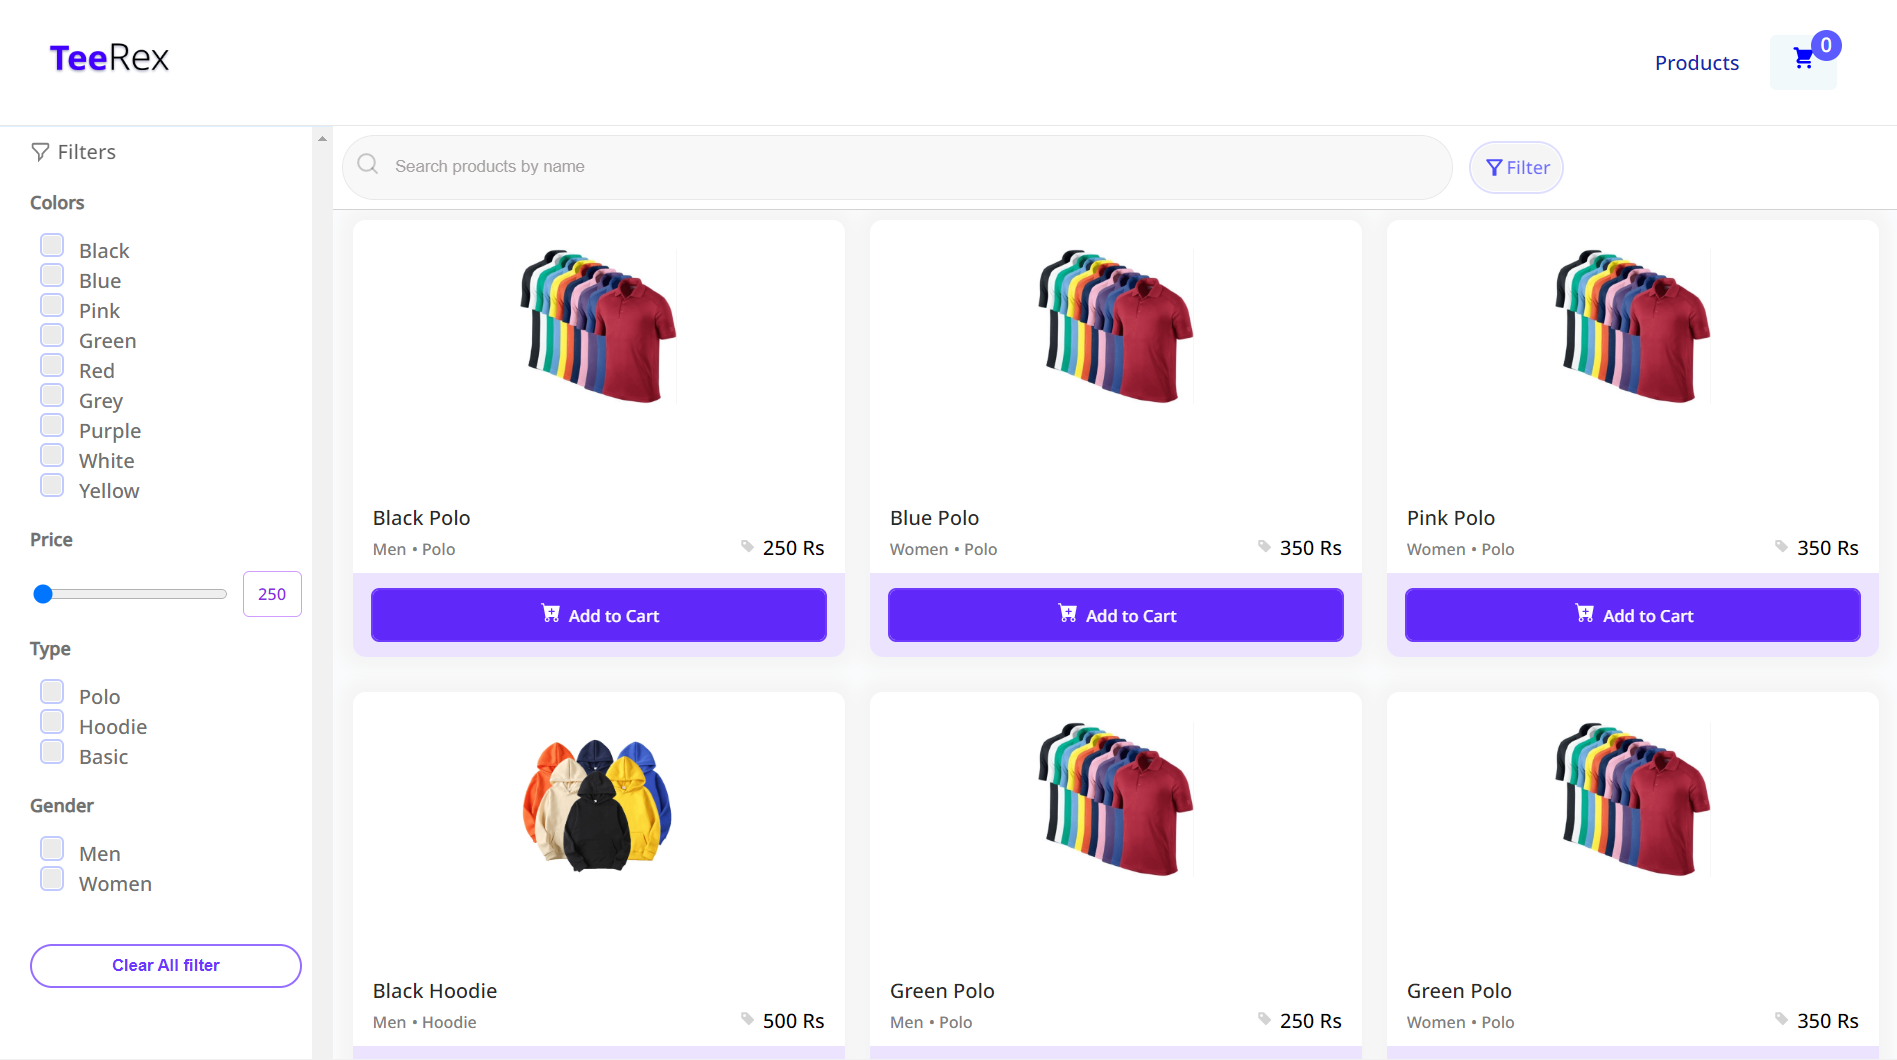 TeeRex
Products
0
Filters
Colors
Black
Blue
Pink
Green
Red
Grey
Purple
White
Yellow
Price
250
Type
Polo
Hoodie
Basic
Gender
Men
Women
Clear All filter
Search products by name
Filter
Black Polo
Men • Polo
250 Rs
Add to Cart
Blue Polo
Women • Polo
350 Rs
Add to Cart
Pink Polo
Women • Polo
350 Rs
Add to Cart
Black Hoodie
Men • Hoodie
500 Rs
Green Polo
Men • Polo
250 Rs
Green Polo
Women • Polo
350 Rs